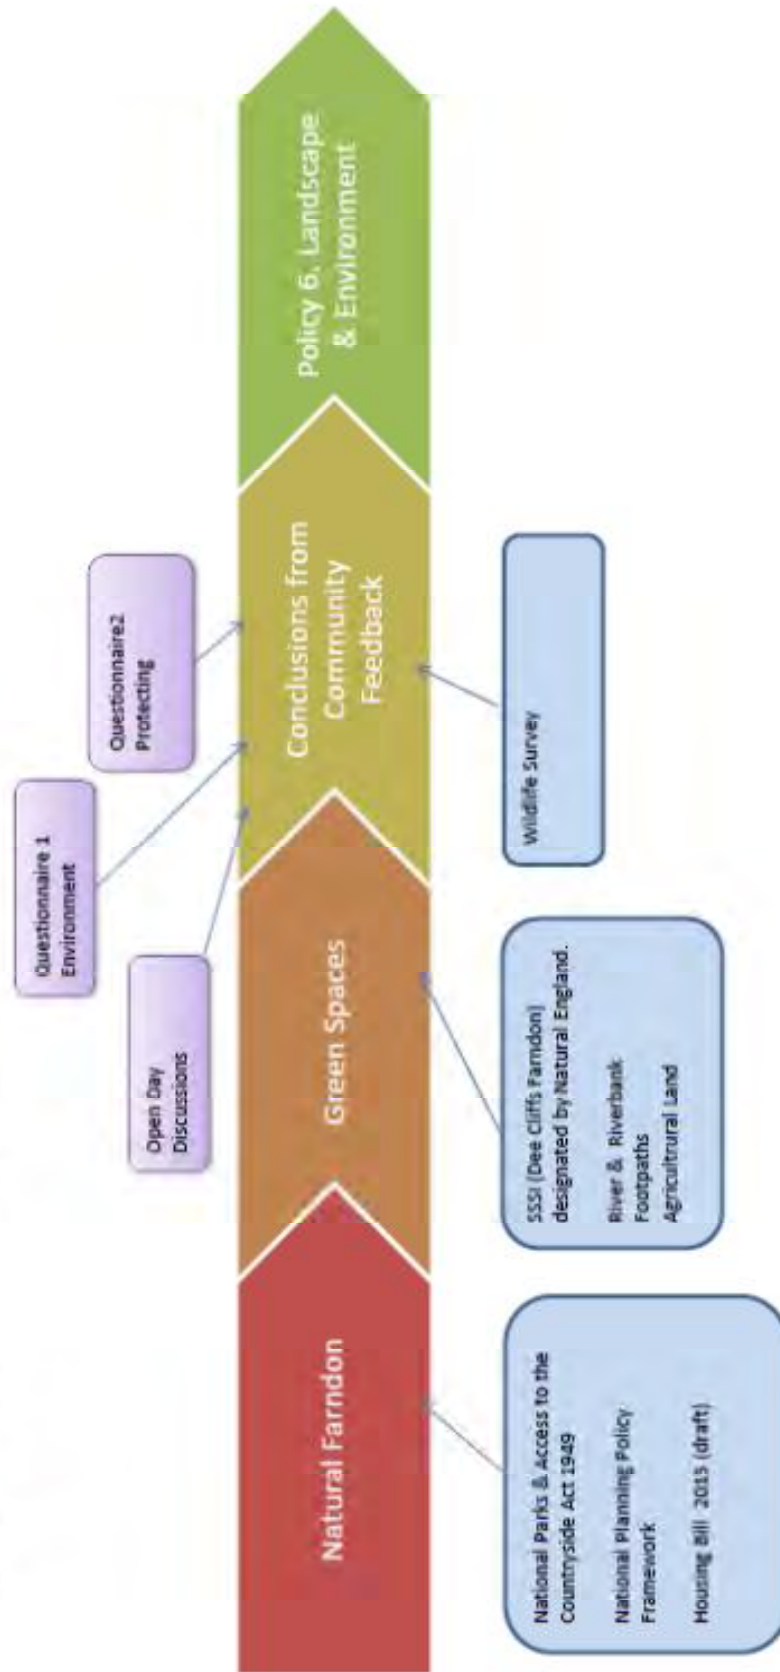 Questionnaire 1
Environment
Questionnaire2
Protecting
Open Day
Discussions
Natural Farndon
Green Spaces
Conclusions from
Community
Feedback
Policy 6. Landscape
& Environment
National Parks & Access to the
Countryside Act 1949
National Planning Policy
Framework
Housing Bill 2015 (draft)
SSSI (Dee Cliffs Farndon)
designated by Natural England.
River & Riverbank
Footpaths
Agricultrural Land
Wildlife Survey